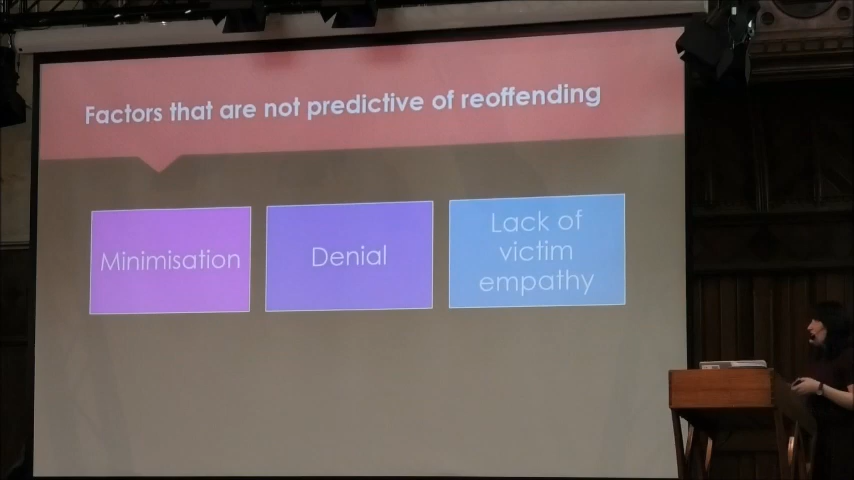 Factors that are not predictive of reoffending
Minimisation
Denial
Lack of
victim
empathy